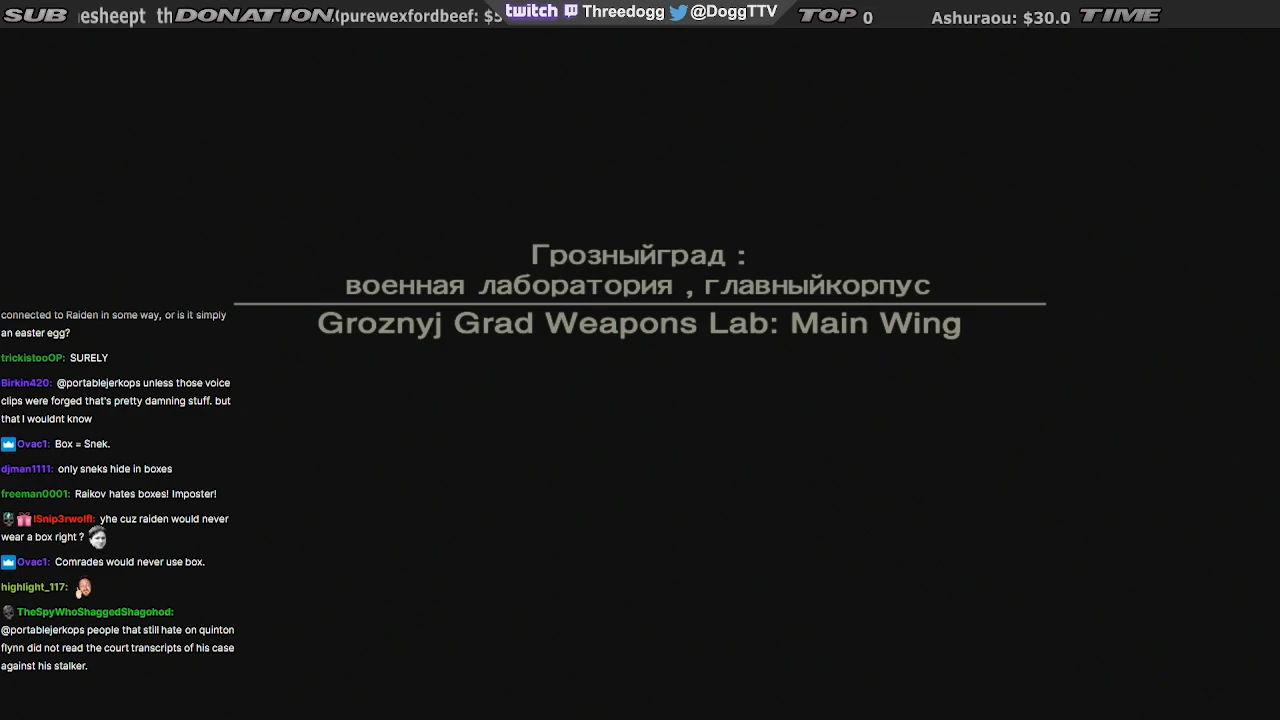 SUB esheept th DONATION (purewexfordbeef: $5 twitch Threedogg @DoggTTV TOP 0 Ashuraou: $30.0 TIME
Грозныйград :
военная лаборатория , главныйкорпус
Groznyj Grad Weapons Lab: Main Wing
connected to Raiden in some way, or is it simply
an easter egg?
trickistooOP: SURELY
Birkin420: @portablejerkops unless those voice
clips were forged that's pretty damning stuff. but
that I wouldnt know
Ovac1: Box = Snek.
djman1111: only sneks hide in boxes
freeman0001: Raikov hates boxes! Imposter!
ISnip3rwolfI: yhe cuz raiden would never
wear a box right ?
Ovac1: Comrades would never use box.
highlight_117:
TheSpyWhoShaggedShagohod:
@portablejerkops people that still hate on quinton
flynn did not read the court transcripts of his case
against his stalker.